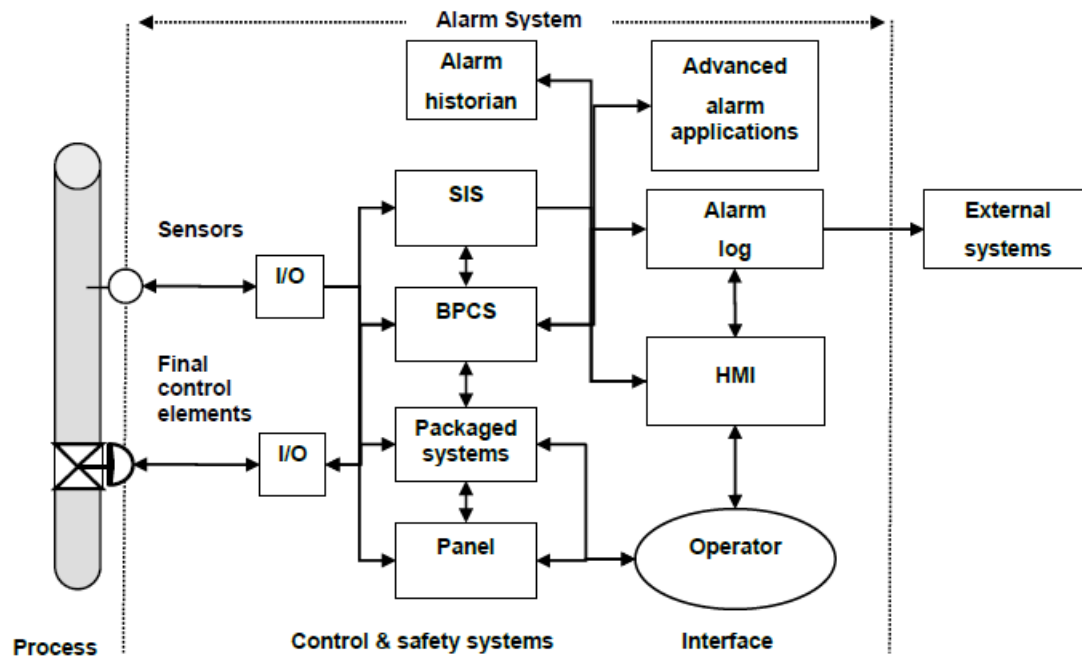 Alarm System
Alarm
historian
Advanced
alarm
applications
SIS
Alarm
log
External
systems
Sensors
I/O
BPCS
HMI
Final
control
elements
I/O
Packaged
systems
Panel
Operator
Process
Control & safety systems
Interface